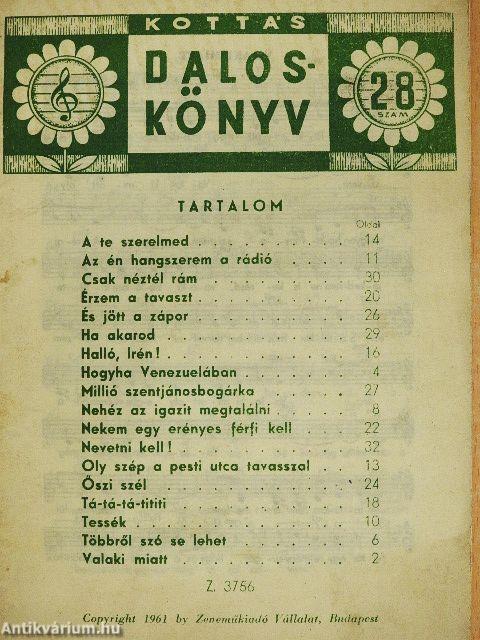 KOTTÁS
DALOS-
KÖNYV
28
SZÁM
TARTALOM
Oldal
A te szerelmed . . . . . . . . . . 14
Az én hangszerem a rádió . . . . . . 11
Csak néztél rám . . . . . . . . . . 30
Érzem a tavaszt . . . . . . . . . . 20
És jött a zápor . . . . . . . . . . 26
Ha akarod . . . . . . . . . . . . 29
Halló, Irén! . . . . . . . . . . . 16
Hogyha Venezuelában . . . . . . . . 4
Millió szentjánosbogárka . . . . . . 27
Nehéz az igazit megtalálni . . . . . 8
Nekem egy erényes férfi kell . . . . 22
Nevetni kell! . . . . . . . . . . . 32
Oly szép a pesti utca tavasszal . . 13
Őszi szél . . . . . . . . . . . . 24
Tá-tá-tá-tititi . . . . . . . . . . 18
Tessék . . . . . . . . . . . . . 10
Többről szó se lehet . . . . . . . . 6
Valaki miatt . . . . . . . . . . . 2
Z. 3756
Copyright 1961 by Zeneműkiadó Vállalat, Budapest
Antikvárium.hu